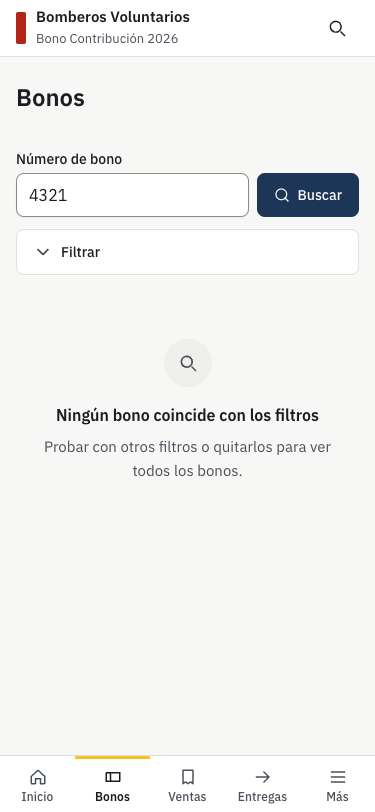 Bomberos Voluntarios
Bono Contribución 2026
Bonos
Número de bono
4321
Buscar
Filtrar
Ningún bono coincide con los filtros
Probar con otros filtros o quitarlos para ver
todos los bonos.
Inicio
Bonos
Ventas
Entregas
Más